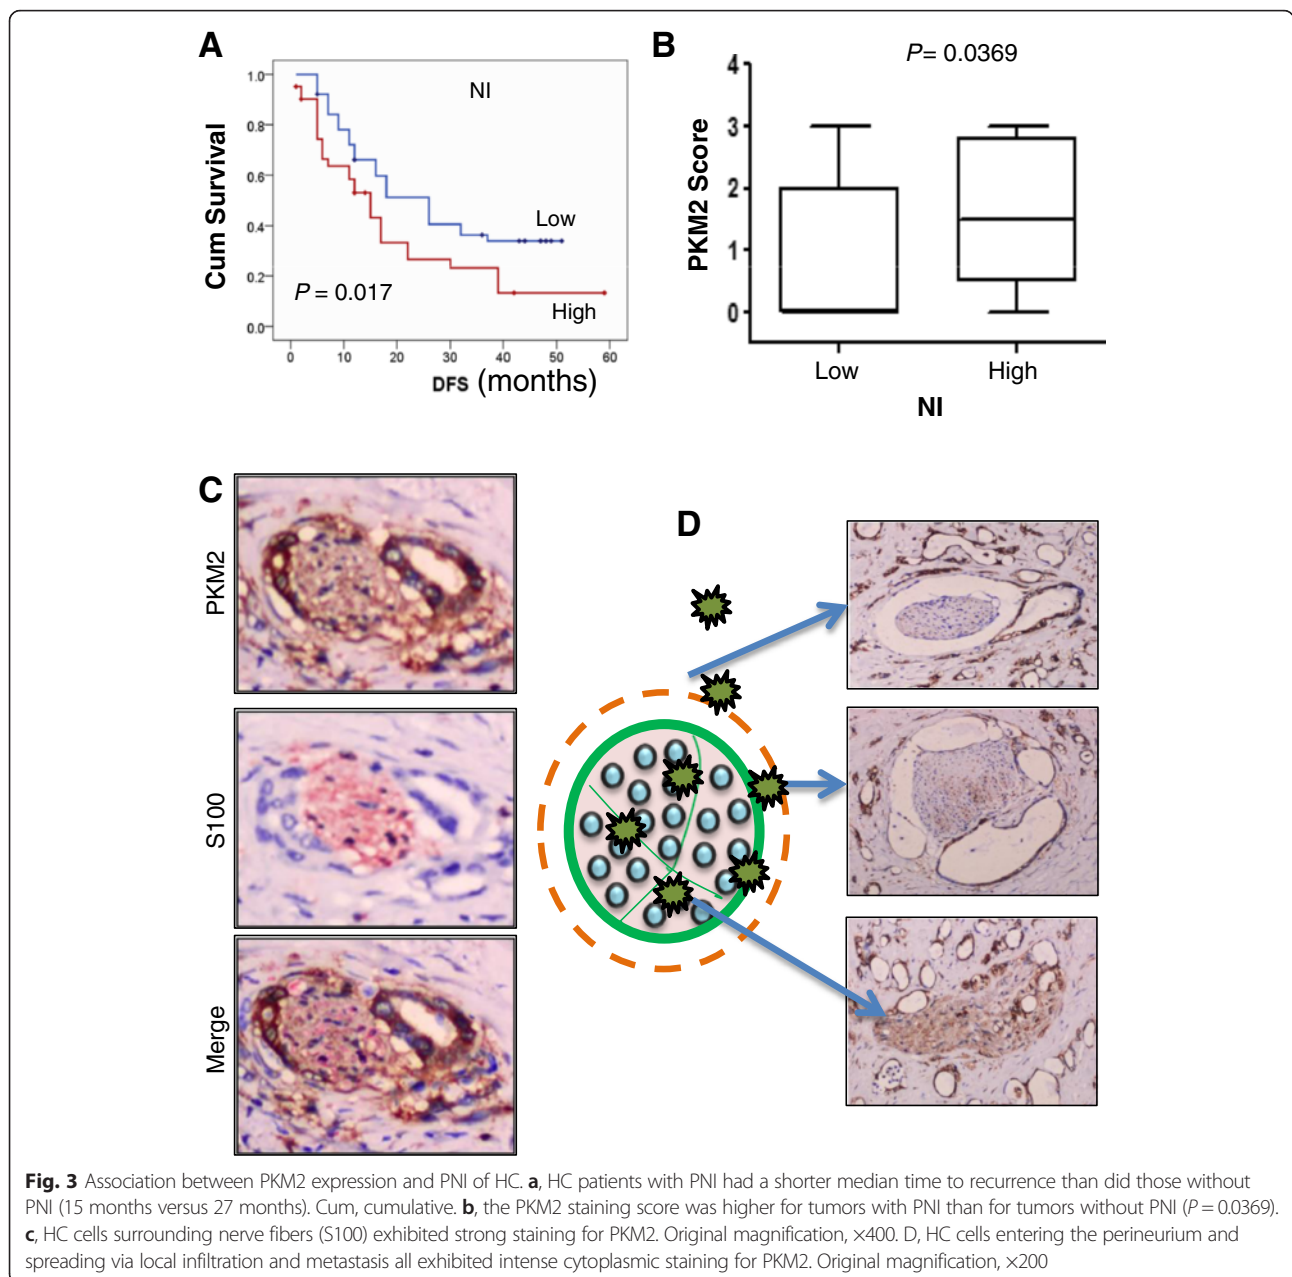 A
NI
1.0
0.8
0.6
0.4
0.2
0.0
Cum Survival
Low
High
P = 0.017
0 10 20 30 40 50 60
DFS (months)
B
P= 0.0369
4
3
2
1
0
PKM2 Score
Low High
NI
C
PKM2
S100
Merge
D
Fig. 3 Association between PKM2 expression and PNI of HC. a, HC patients with PNI had a shorter median time to recurrence than did those without
PNI (15 months versus 27 months). Cum, cumulative. b, the PKM2 staining score was higher for tumors with PNI than for tumors without PNI (P = 0.0369).
c, HC cells surrounding nerve fibers (S100) exhibited strong staining for PKM2. Original magnification, ×400. D, HC cells entering the perineurium and
spreading via local infiltration and metastasis all exhibited intense cytoplasmic staining for PKM2. Original magnification, ×200